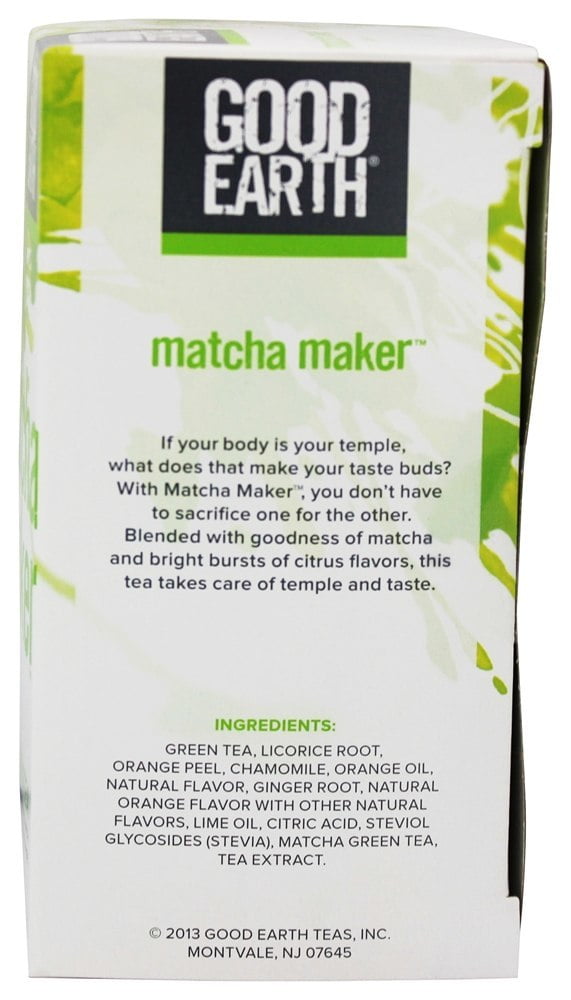 GOOD
EARTH®
matcha maker™
If your body is your temple,
what does that make your taste buds?
With Matcha Maker™, you don't have
to sacrifice one for the other.
Blended with goodness of matcha
and bright bursts of citrus flavors, this
tea takes care of temple and taste.
INGREDIENTS:
GREEN TEA, LICORICE ROOT,
ORANGE PEEL, CHAMOMILE, ORANGE OIL,
NATURAL FLAVOR, GINGER ROOT, NATURAL
ORANGE FLAVOR WITH OTHER NATURAL
FLAVORS, LIME OIL, CITRIC ACID, STEVIOL
GLYCOSIDES (STEVIA), MATCHA GREEN TEA,
TEA EXTRACT.
© 2013 GOOD EARTH TEAS, INC.
MONTVALE, NJ 07645